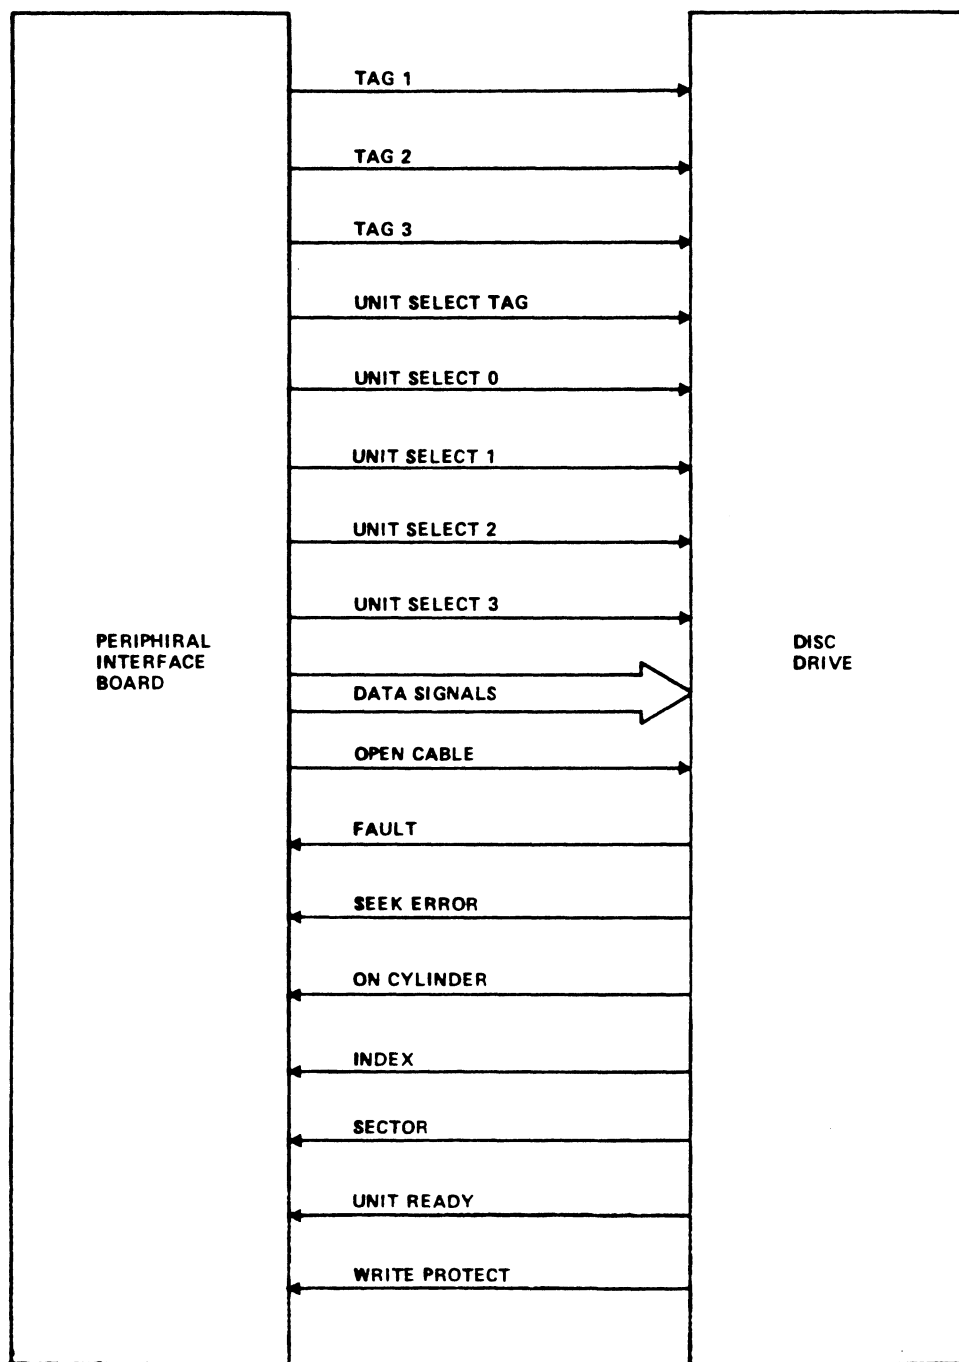 TAG 1
TAG 2
TAG 3
UNIT SELECT TAG
UNIT SELECT 0
UNIT SELECT 1
UNIT SELECT 2
UNIT SELECT 3
PERIPHIRAL
INTERFACE
BOARD
DISC
DRIVE
DATA SIGNALS
OPEN CABLE
FAULT
SEEK ERROR
ON CYLINDER
INDEX
SECTOR
UNIT READY
WRITE PROTECT